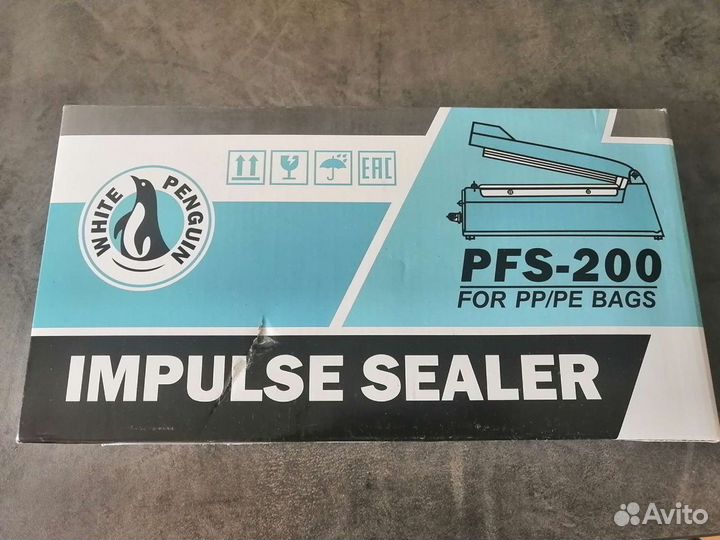 WHITE PENGUIN
EAC
PFS-200
FOR PP/PE BAGS
IMPULSE SEALER
Avito